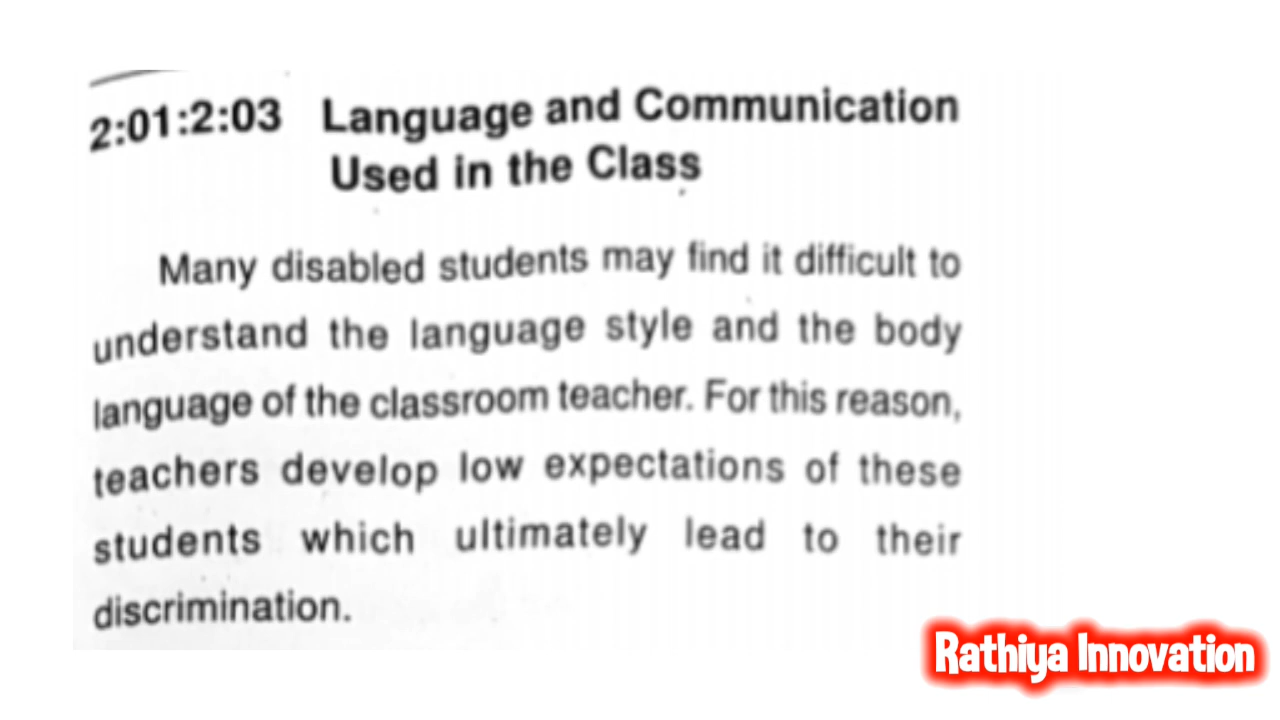 2:01:2:03 Language and Communication
Used in the Class
Many disabled students may find it difficult to
understand the language style and the body
language of the classroom teacher. For this reason,
teachers develop low expectations of these
students which ultimately lead to their
discrimination.
Rathiya Innovation